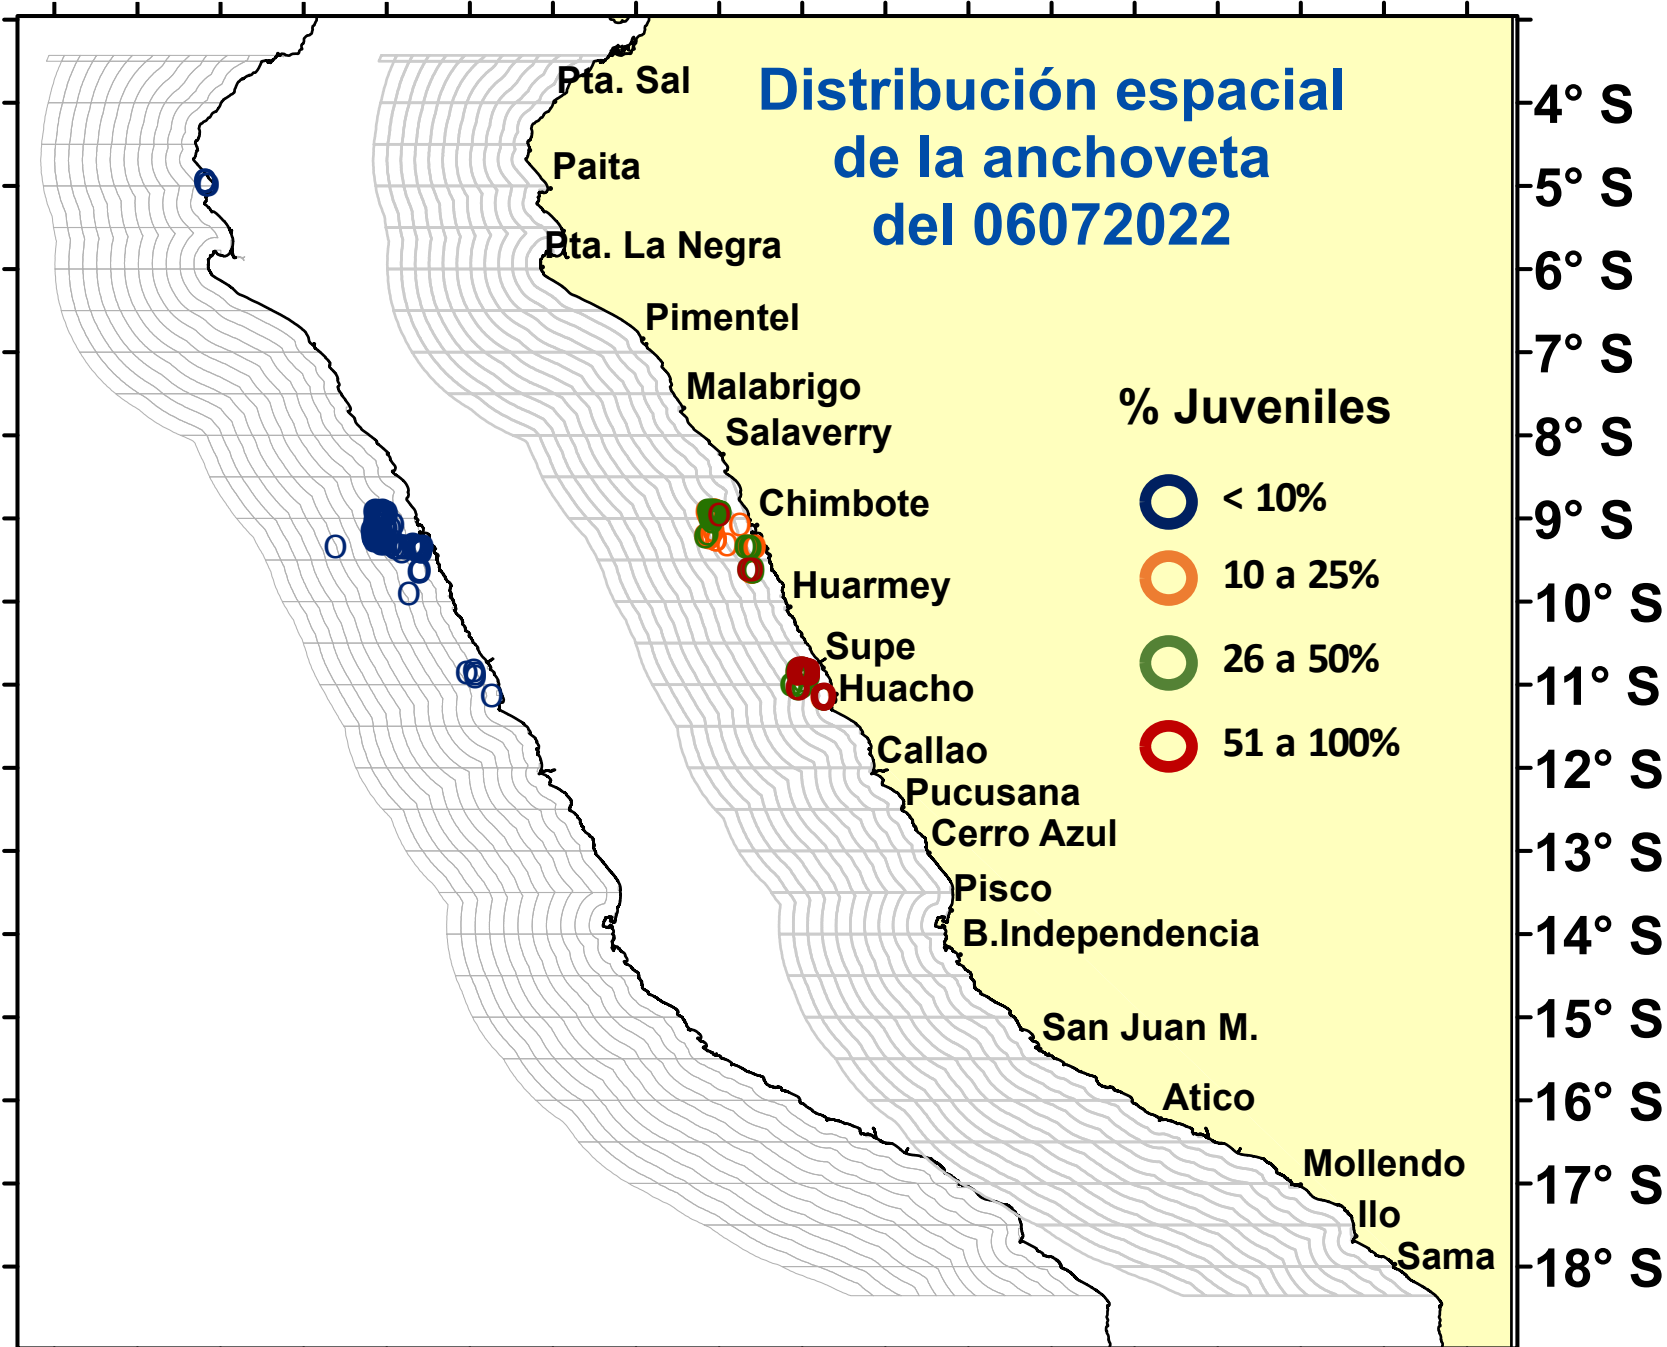 Distribución espacial
de la anchoveta
del 06072022
Pta. Sal
Paita
Pta. La Negra
Pimentel
Malabrigo
Salaverry
Chimbote
Huarmey
Supe
Huacho
Callao
Pucusana
Cerro Azul
Pisco
B.Independencia
San Juan M.
Atico
Mollendo
Ilo
Sama
% Juveniles
< 10%
10 a 25%
26 a 50%
51 a 100%
4° S
5° S
6° S
7° S
8° S
9° S
10° S
11° S
12° S
13° S
14° S
15° S
16° S
17° S
18° S